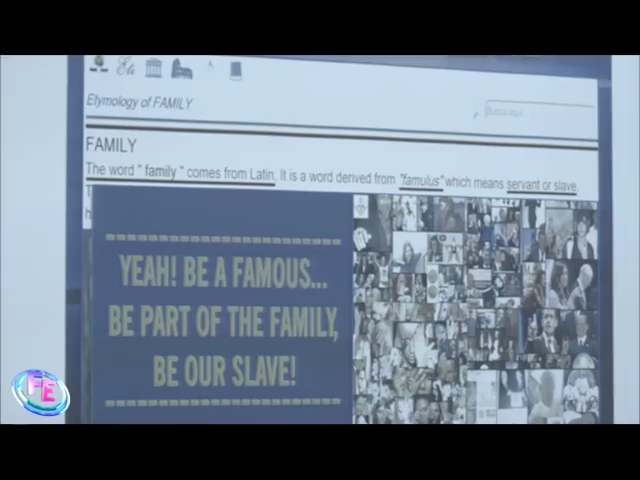 Etymology of FAMILY
FAMILY
The word " family " comes from Latin. It is a word derived from "famulus" which means servant or slave.
YEAH! BE A FAMOUS...
BE PART OF THE FAMILY,
BE OUR SLAVE!
FE